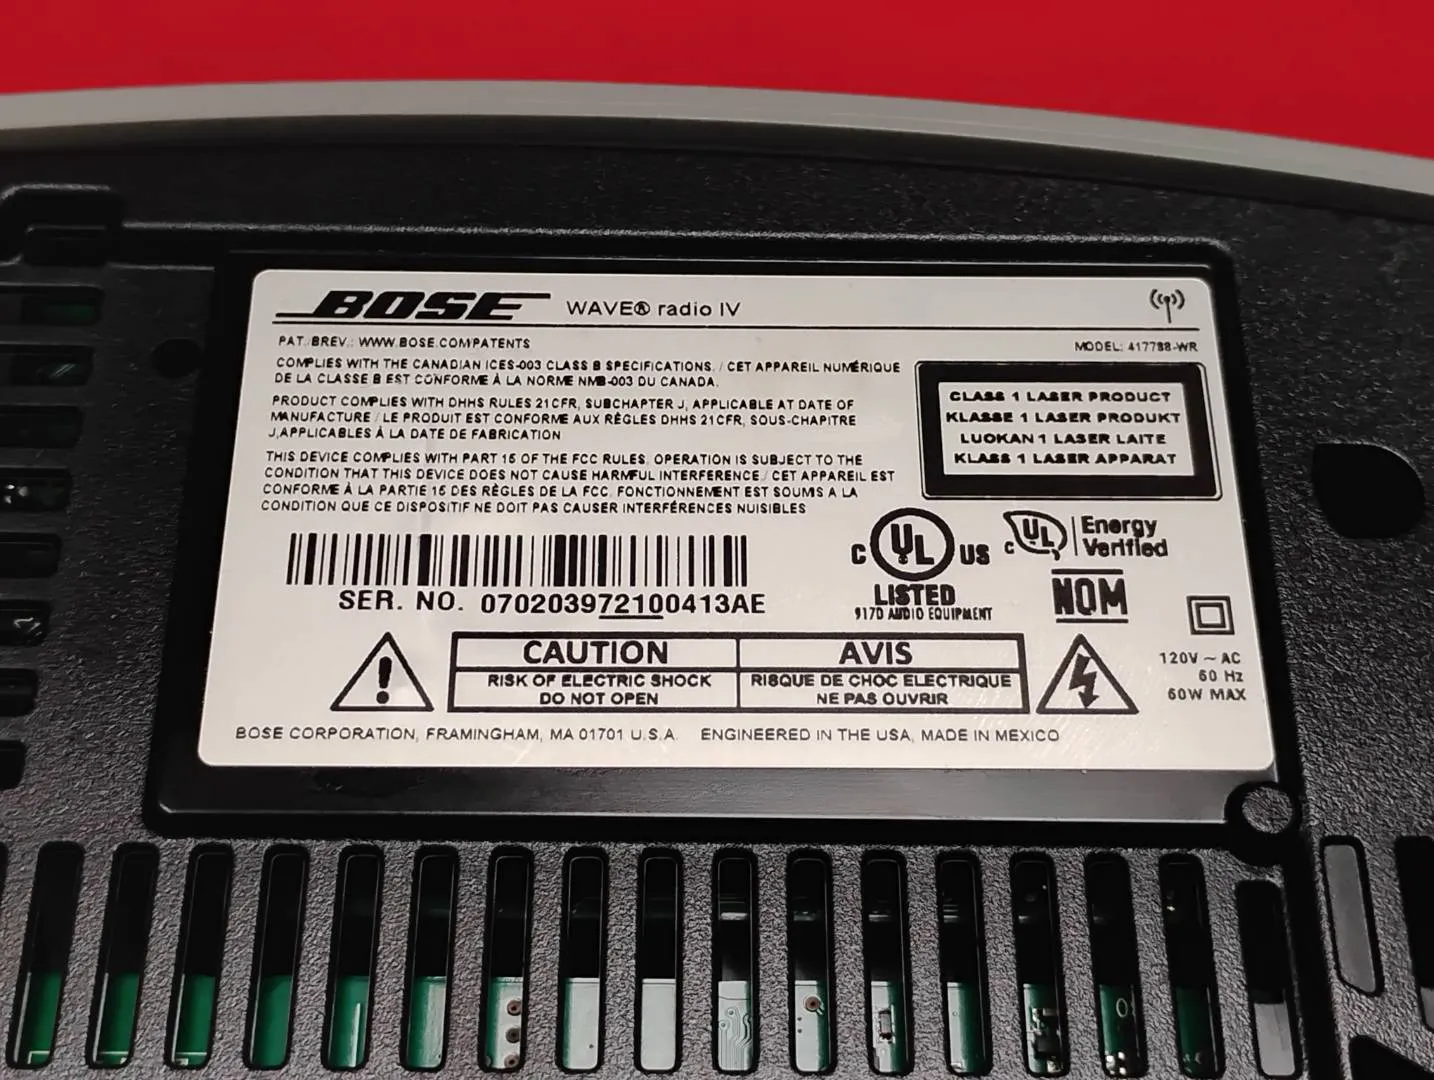 BOSE WAVE® radio IV
PAT./BREV.: WWW.BOSE.COM/PATENTS
MODEL: 417788-WR
COMPLIES WITH THE CANADIAN ICES-003 CLASS B SPECIFICATIONS. / CET APPAREIL NUMÉRIQUE
DE LA CLASSE B EST CONFORME À LA NORME NMB-003 DU CANADA.
PRODUCT COMPLIES WITH DHHS RULES 21CFR, SUBCHAPTER J, APPLICABLE AT DATE OF
MANUFACTURE / LE PRODUIT EST CONFORME AUX RÈGLES DHHS 21CFR, SOUS-CHAPITRE
J,APPLICABLES À LA DATE DE FABRICATION
THIS DEVICE COMPLIES WITH PART 15 OF THE FCC RULES, OPERATION IS SUBJECT TO THE
CONDITION THAT THIS DEVICE DOES NOT CAUSE HARMFUL INTERFERENCE / CET APPAREIL EST
CONFORME À LA PARTIE 15 DES RÈGLES DE LA FCC, FONCTIONNEMENT EST SOUMS A LA
CONDITION QUE CE DISPOSITIF NE DOIT PAS CAUSER INTERFÉRENCES NUISIBLES
CLASS 1 LASER PRODUCT
KLASSE 1 LASER PRODUKT
LUOKAN 1 LASER LAITE
KLASS 1 LASER APPARAT
C UL US
LISTED
917D AUDIO EQUIPMENT
C UL Energy
Verified
NOM
SER. NO. 070203972100413AE
CAUTION
RISK OF ELECTRIC SHOCK
DO NOT OPEN
AVIS
RISQUE DE CHOC ELECTRIQUE
NE PAS OUVRIR
120V ~ AC
60 Hz
60W MAX
BOSE CORPORATION, FRAMINGHAM, MA 01701 U.S.A. ENGINEERED IN THE USA, MADE IN MEXICO